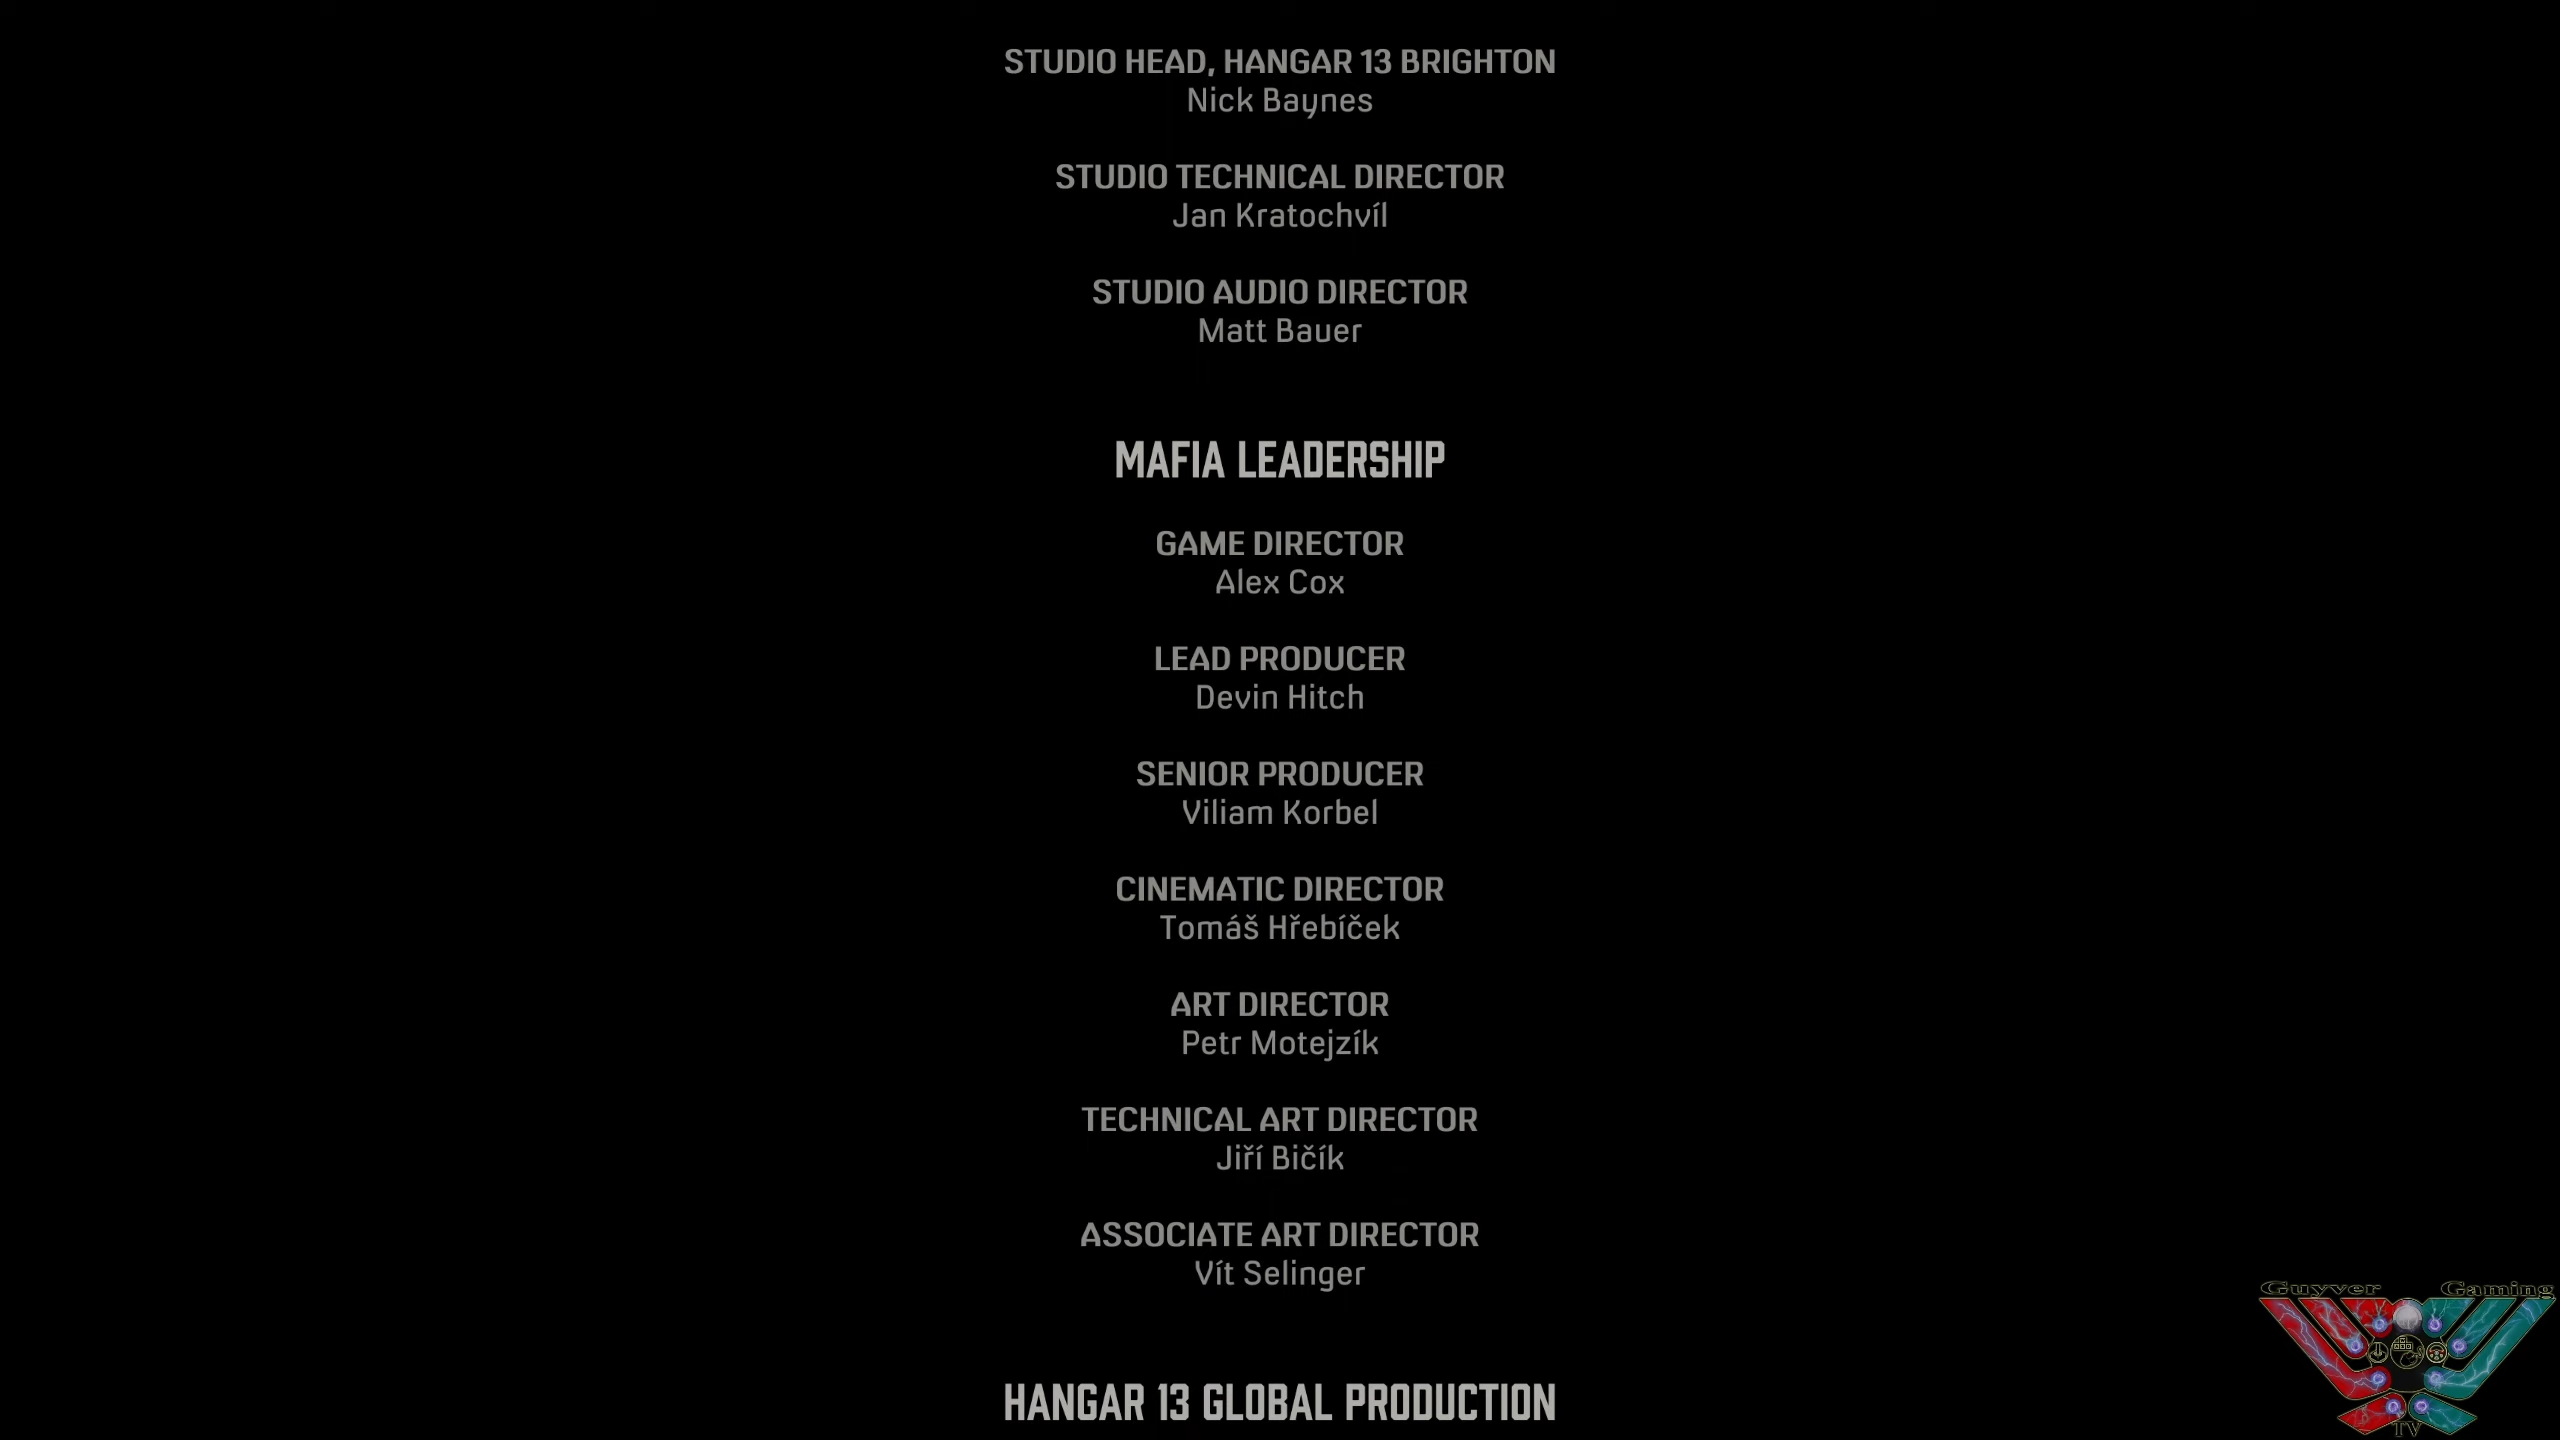 STUDIO HEAD, HANGAR 13 BRIGHTON
Nick Baynes
STUDIO TECHNICAL DIRECTOR
Jan Kratochvíl
STUDIO AUDIO DIRECTOR
Matt Bauer
MAFIA LEADERSHIP
GAME DIRECTOR
Alex Cox
LEAD PRODUCER
Devin Hitch
SENIOR PRODUCER
Viliam Korbel
CINEMATIC DIRECTOR
Tomáš Hřebíček
ART DIRECTOR
Petr Motejzík
TECHNICAL ART DIRECTOR
Jiří Bičík
ASSOCIATE ART DIRECTOR
Vít Selinger
HANGAR 13 GLOBAL PRODUCTION
Guyver Gaming
TV